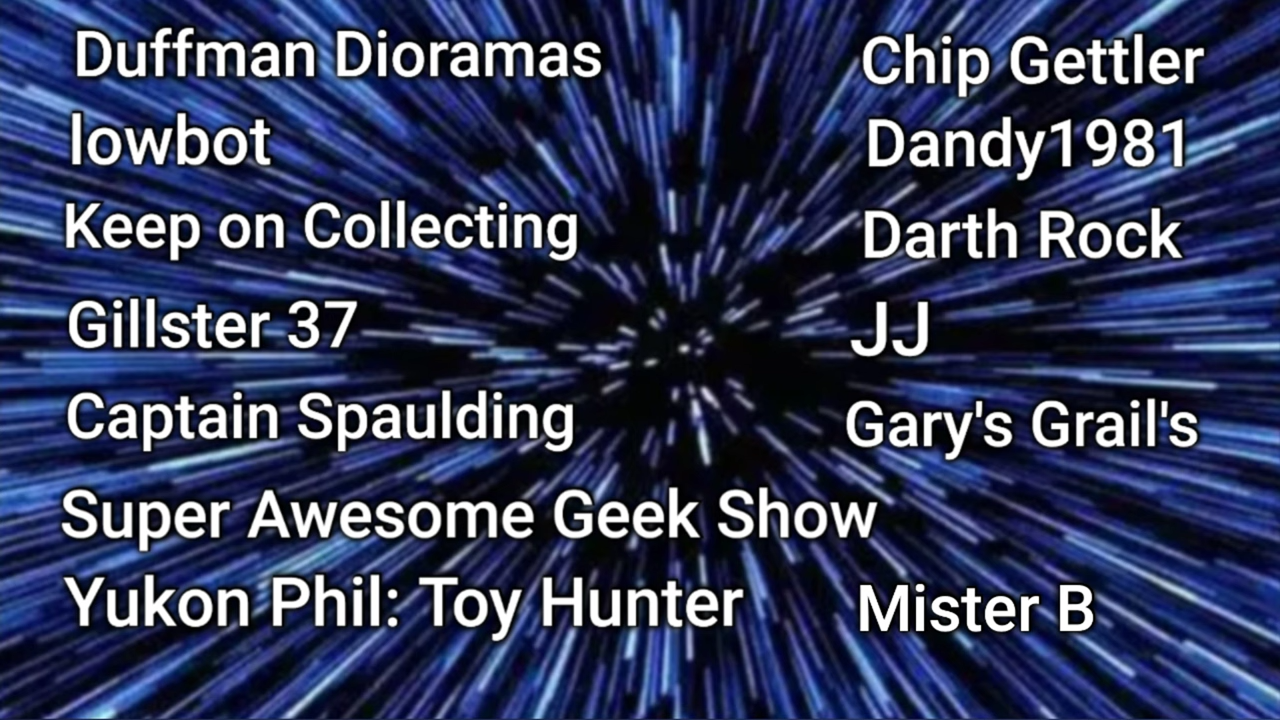 Duffman Dioramas
lowbot
Keep on Collecting
Gillster 37
Captain Spaulding
Super Awesome Geek Show
Yukon Phil: Toy Hunter
Chip Gettler
Dandy1981
Darth Rock
JJ
Gary's Grail's
Mister B